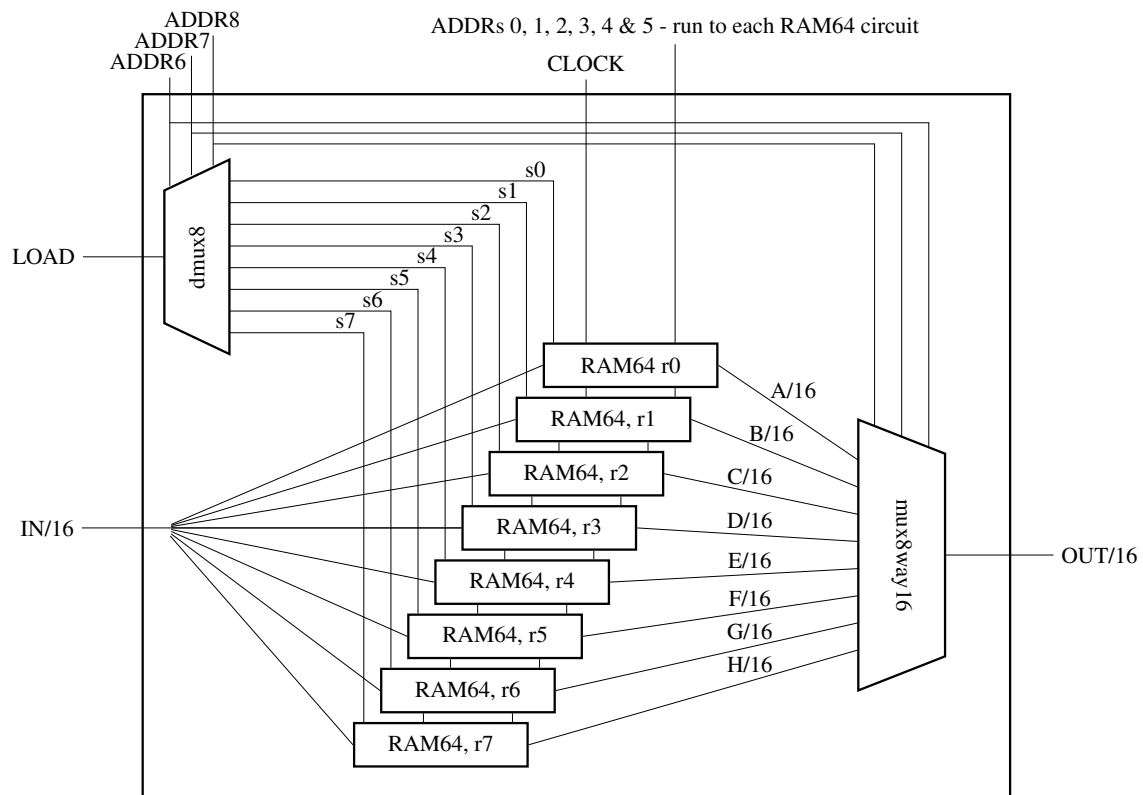 ADDR8
ADDR7
ADDR6
ADDRs 0, 1, 2, 3, 4 & 5 - run to each RAM64 circuit
CLOCK
s0
s1
s2
s3
s4
s5
s6
s7
LOAD
dmux8
RAM64 r0
RAM64, r1
RAM64, r2
RAM64, r3
RAM64, r4
RAM64, r5
RAM64, r6
RAM64, r7
IN/16
A/16
B/16
C/16
D/16
E/16
F/16
G/16
H/16
mux8way16
OUT/16